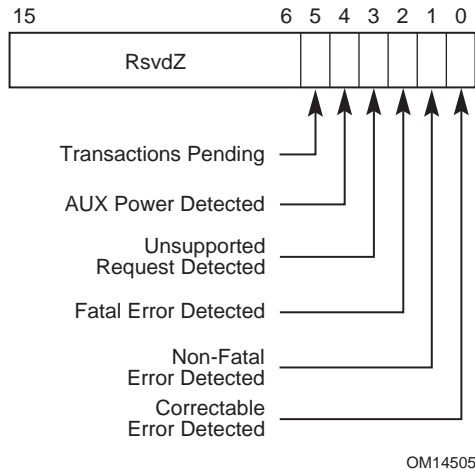 15 6 5 4 3 2 1 0
RsvdZ
Transactions Pending
AUX Power Detected
Unsupported
Request Detected
Fatal Error Detected
Non-Fatal
Error Detected
Correctable
Error Detected
OM14505